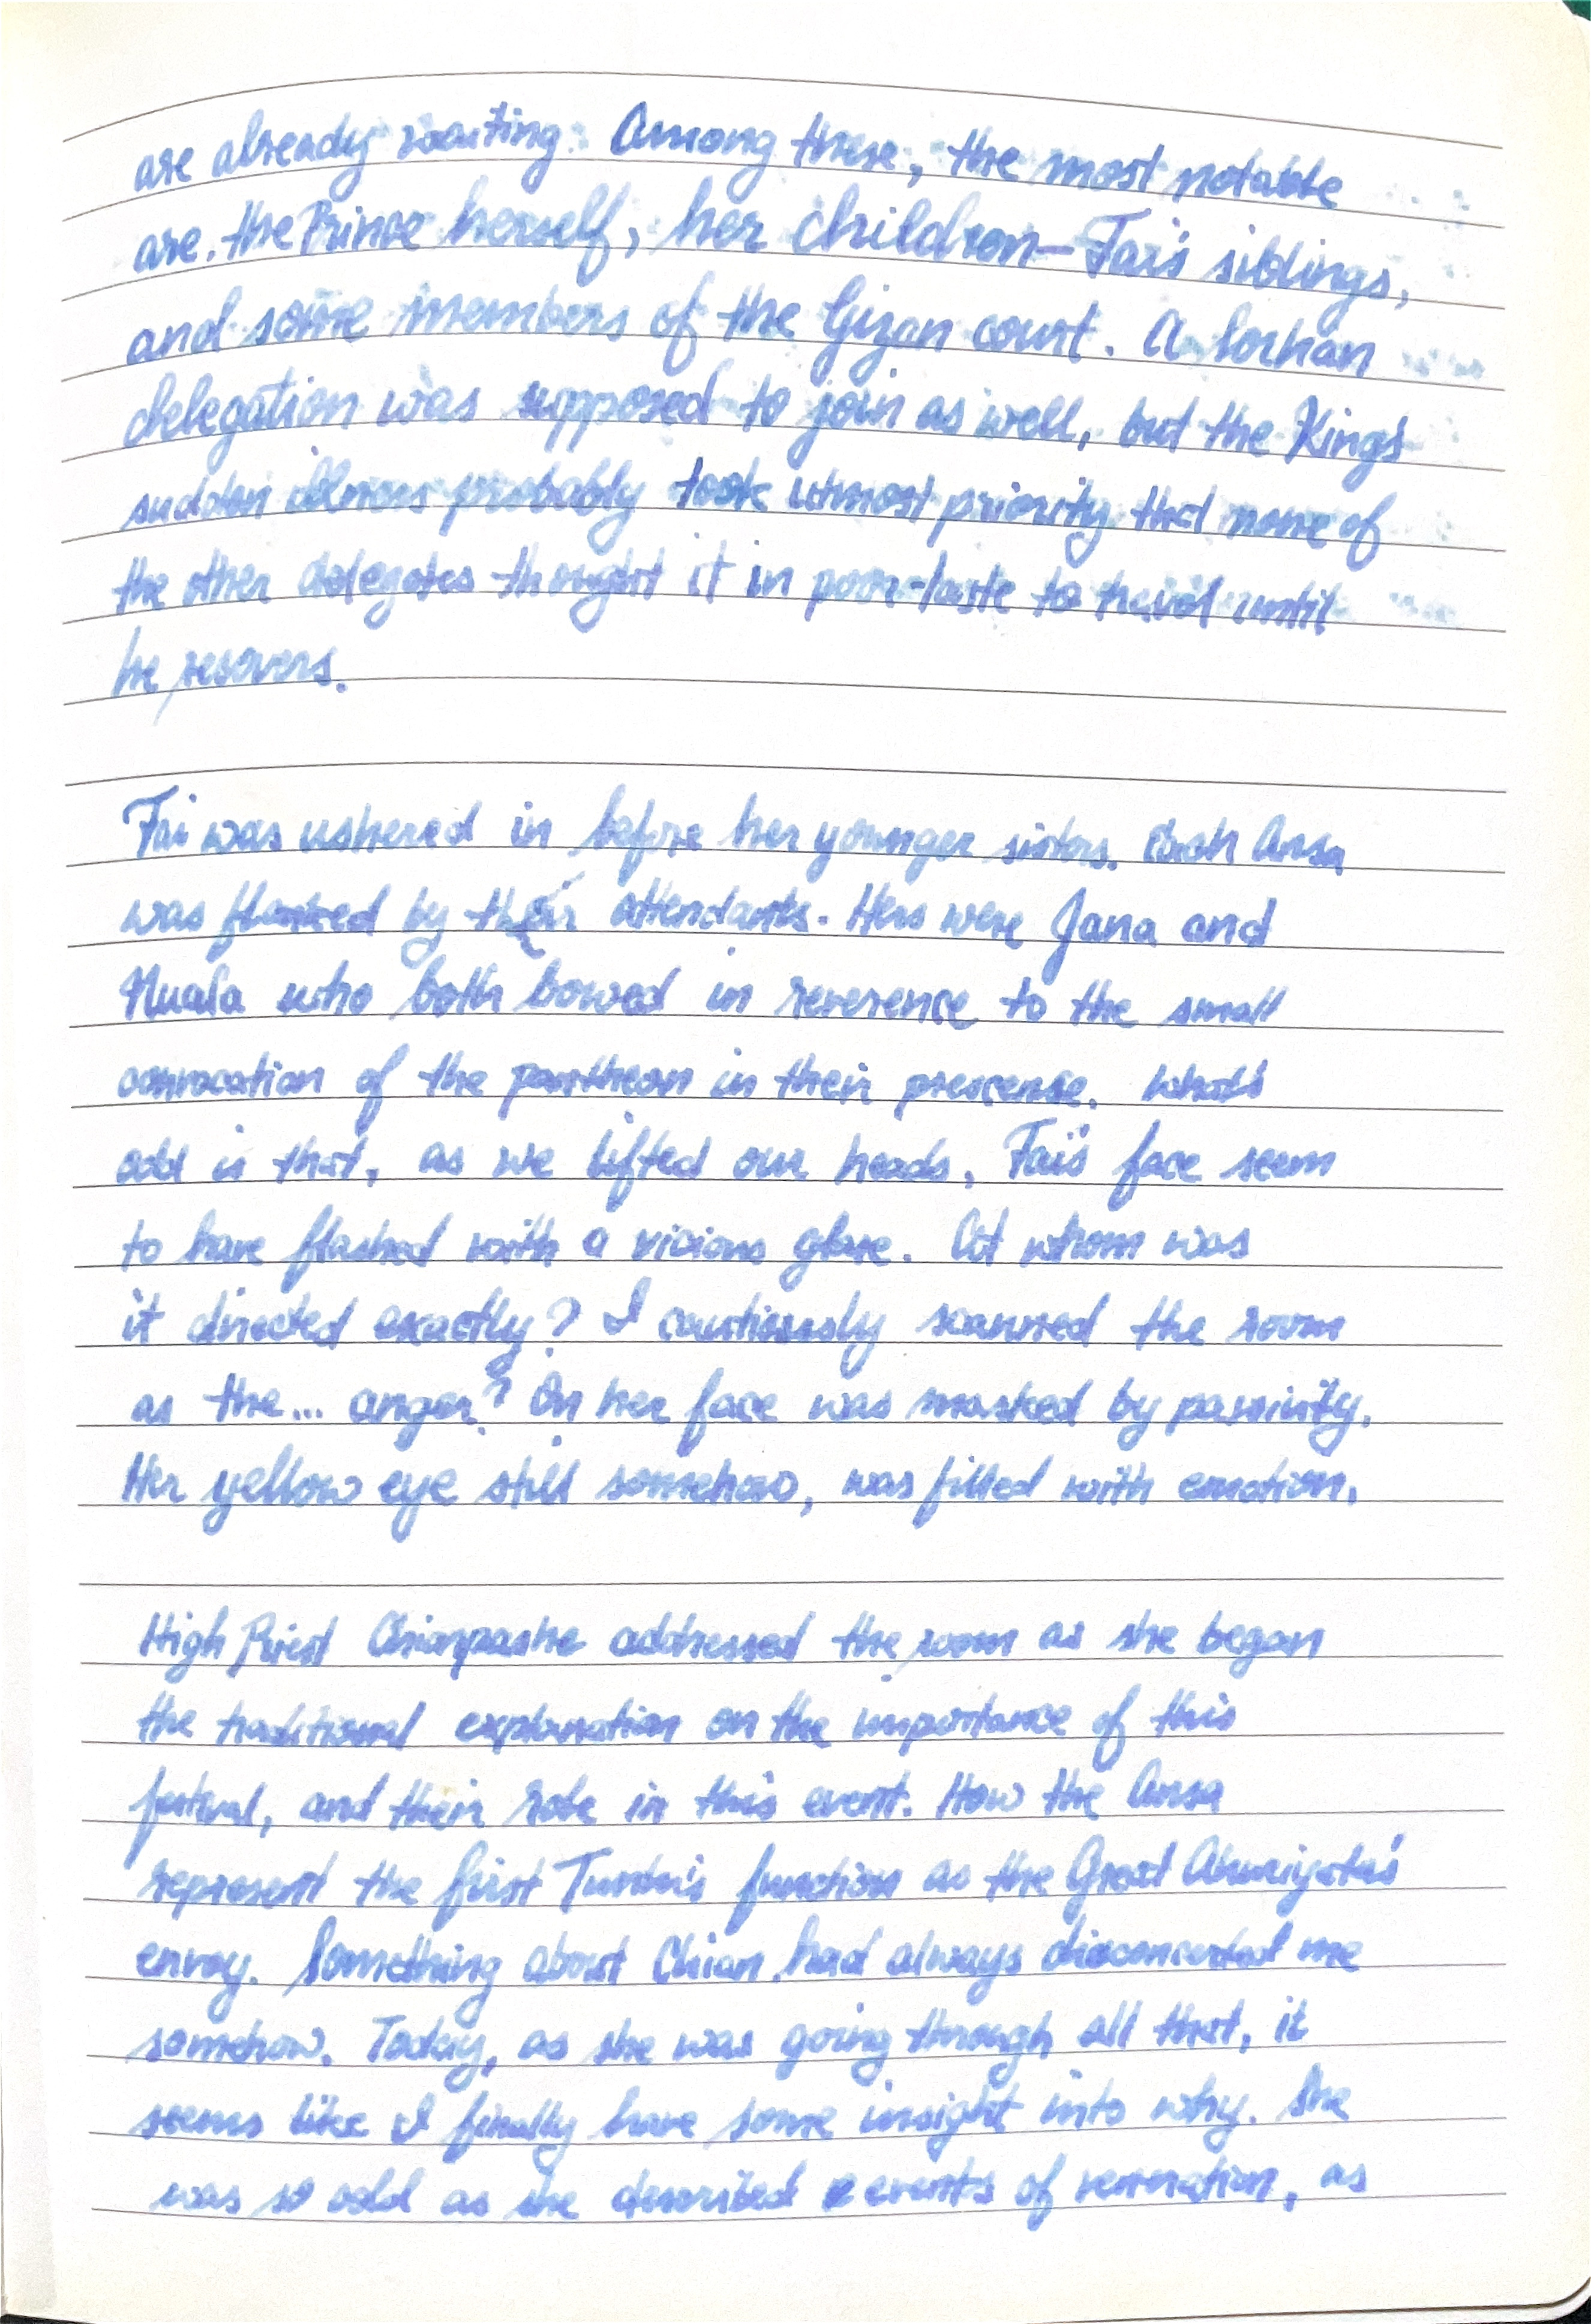 are already waiting. Among these, the most notable
are the Prince herself, her children—Fai's siblings,
and some members of the Gizan court. A Lorhan
delegation was supposed to join as well, but the King's
sudden illness probably took utmost priority that none of
the other delegates thought it in poor-taste to travel until
he recovers.
Fai was ushered in before her younger sisters. Each Ansa
was flanked by their attendants. Hers were Jana and
Nuala who both bowed in reverence to the small
convocation of the pantheon in their prescense. What's
odd is that, as we lifted our heads, Fai's face seem
to have flashed with a vicious glare. At whom was
it directed exactly? I cautiously scanned the room
as the... anger? On her face was masked by passivity.
Her yellow eye still somehow, was filled with emotion.
High Priest addressed the room as she began
the traditional explanation on the importance of this
festival, and their role in this event. How the Ansa
represent the first function as the Great
envoy. Something about Chian had always disconcerted me
somehow. Today, as she was going through all that, it
seems like I finally have some insight into why. She
was so odd as she described events of veneration, as